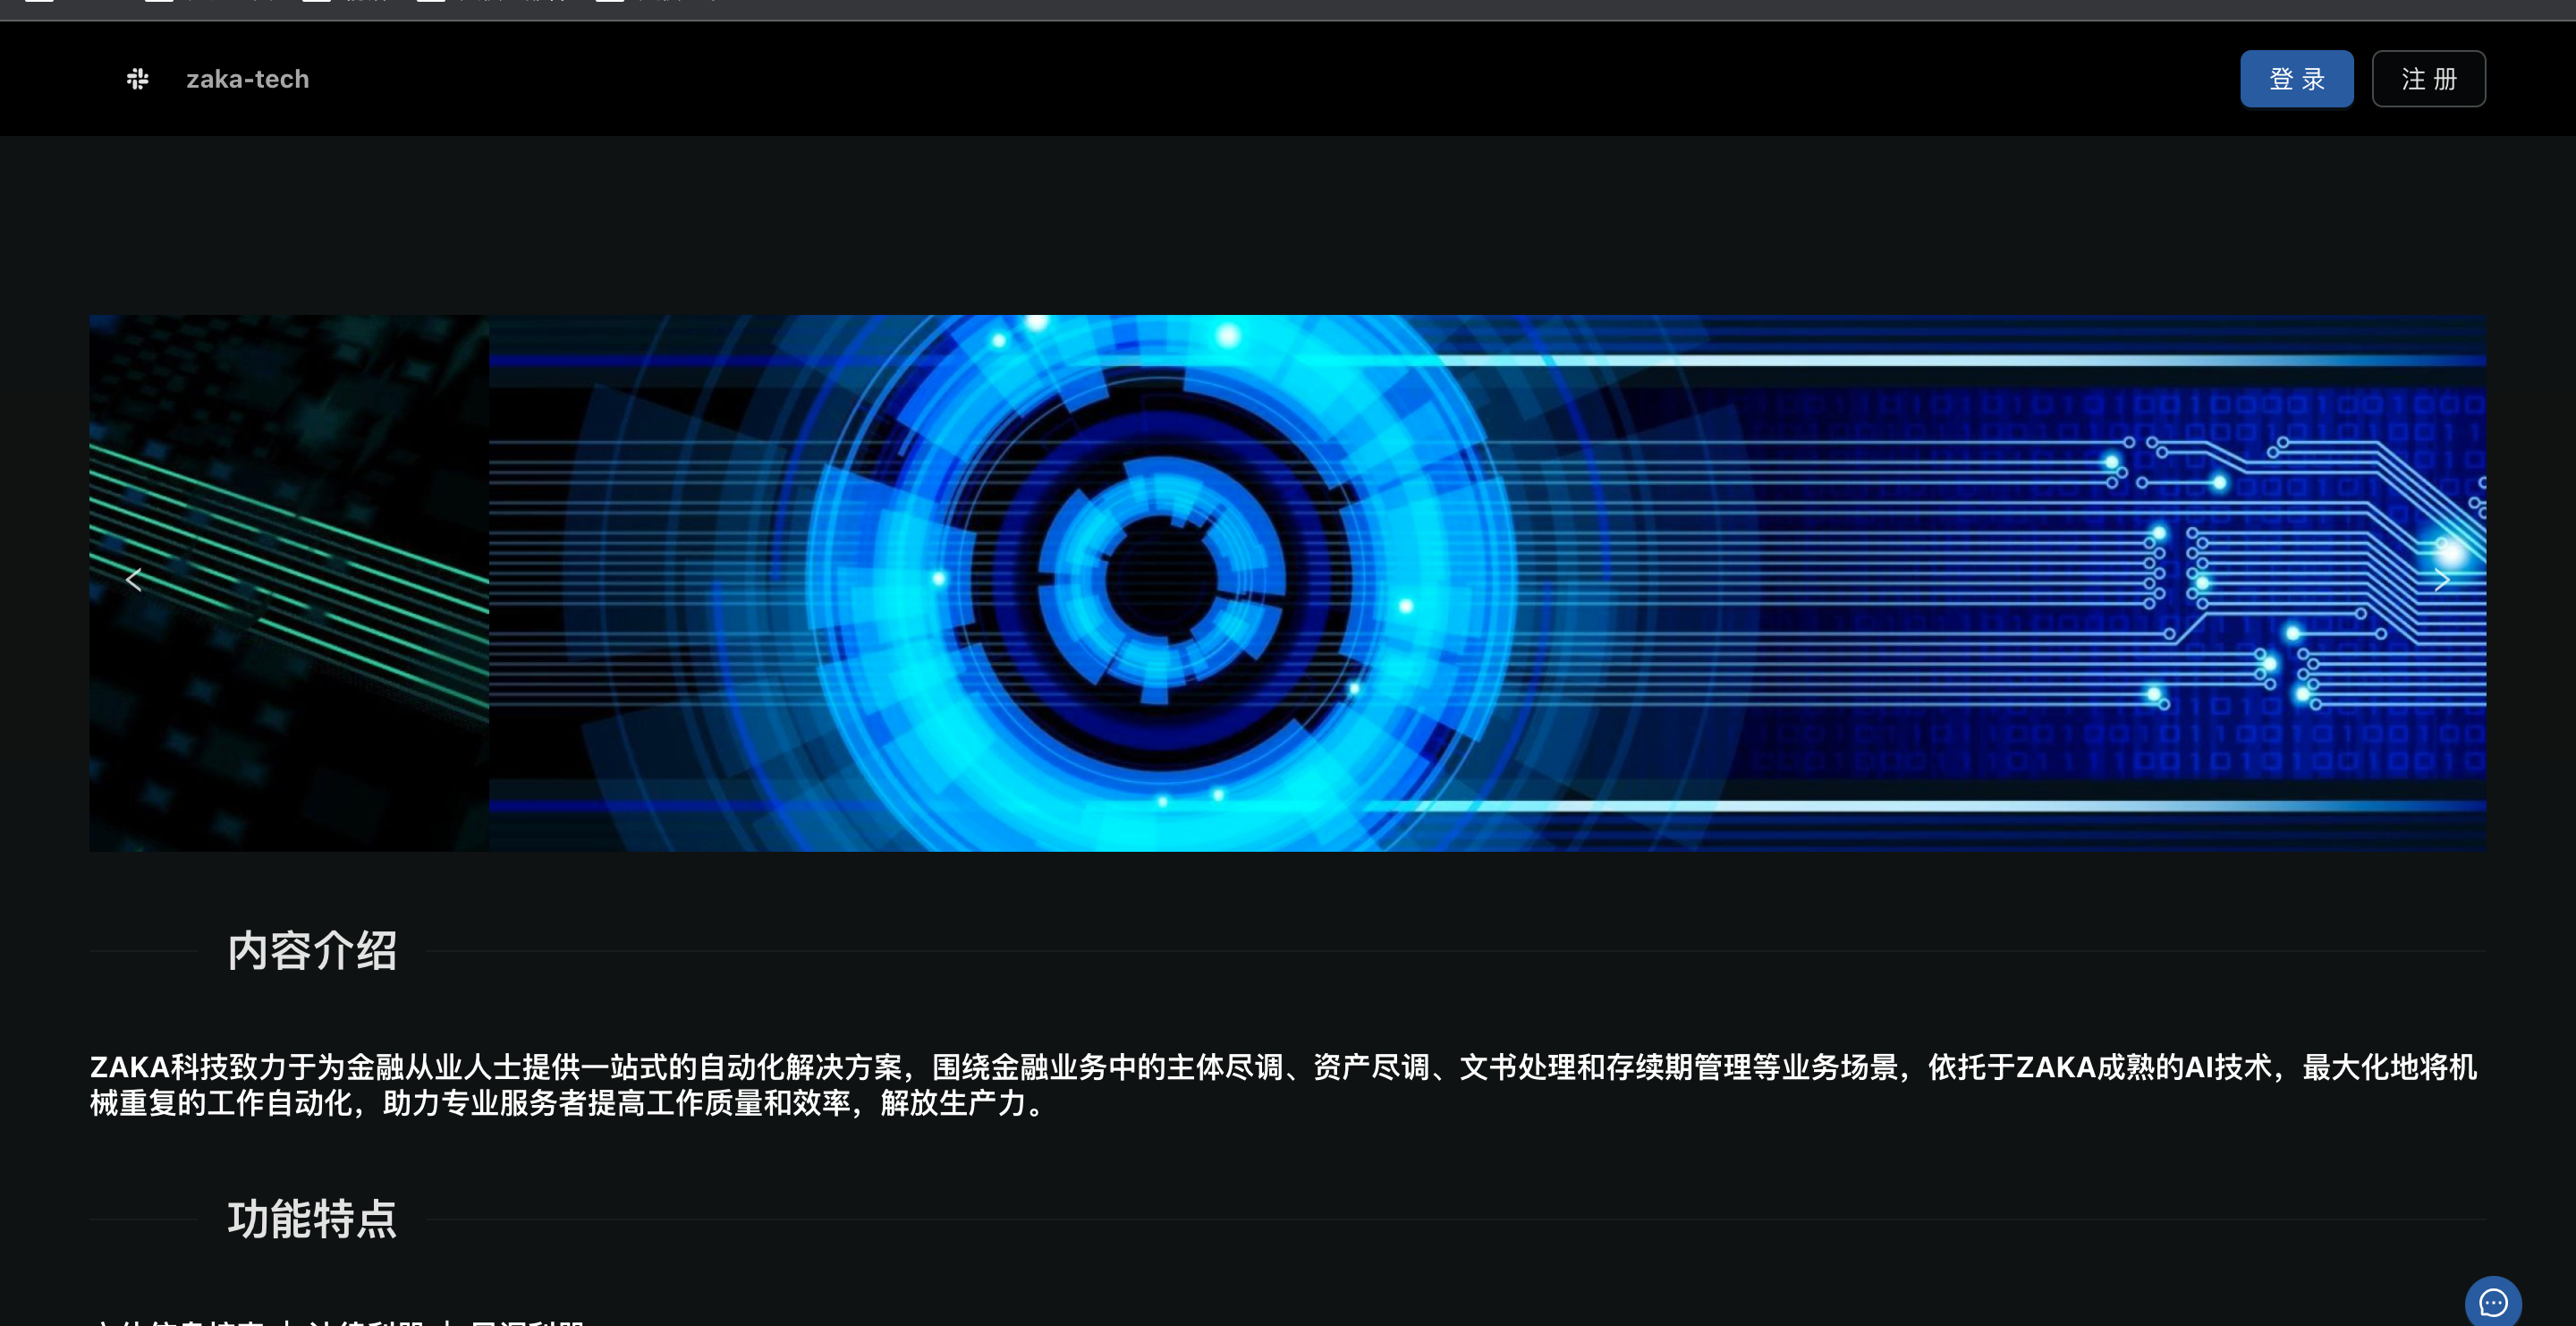 zaka-tech
登 录
注 册
内容介绍
ZAKA科技致力于为金融从业人士提供一站式的自动化解决方案，围绕金融业务中的主体尽调、资产尽调、文书处理和存续期管理等业务场景，依托于ZAKA成熟的AI技术，最大化地将机
械重复的工作自动化，助力专业服务者提高工作质量和效率，解放生产力。
功能特点